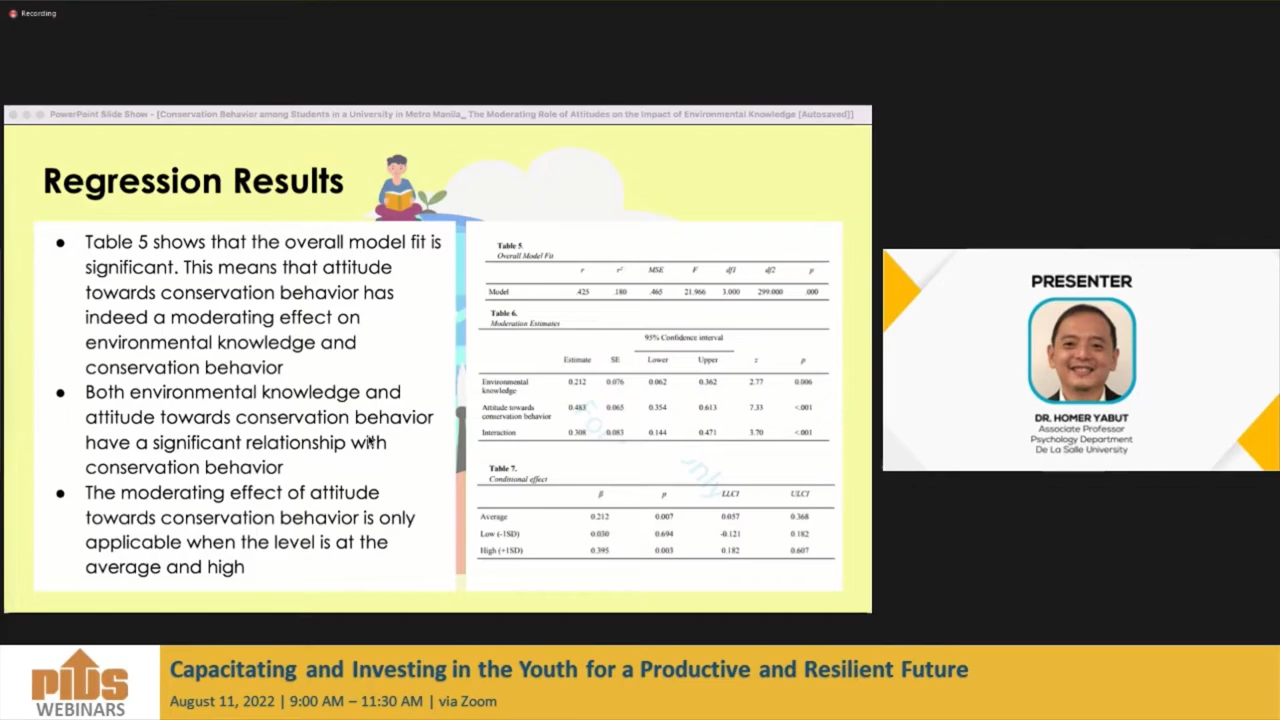 Recording
PowerPoint Slide Show - [Conservation Behavior among Students in a University in Metro Manila_ The Moderating Role of Attitudes on the Impact of Environmental Knowledge [Autosaved]]
Regression Results
● Table 5 shows that the overall model fit is
significant. This means that attitude
towards conservation behavior has
indeed a moderating effect on
environmental knowledge and
conservation behavior
● Both environmental knowledge and
attitude towards conservation behavior
have a significant relationship with
conservation behavior
● The moderating effect of attitude
towards conservation behavior is only
applicable when the level is at the
average and high
Table 5
Overall Model Fit
r r² MSE F df1 df2 p
Model .425 .180 .465 21.966 3.000 299.000 .000
Table 6.
Moderation Estimates
95% Confidence interval
Estimate SE Lower Upper z p
Environmental
knowledge 0.212 0.076 0.062 0.362 2.77 0.006
Attitude towards
conservation behavior 0.483 0.065 0.354 0.613 7.33 <.001
Interaction 0.308 0.083 0.144 0.471 3.70 <.001
Table 7.
Conditional effect
β p LLCI ULCI
Average 0.212 0.007 0.057 0.368
Low (-1SD) 0.030 0.694 -0.121 0.182
High (+1SD) 0.395 0.003 0.182 0.607
PRESENTER
DR. HOMER YABUT
Associate Professor
Psychology Department
De La Salle University
PIDS
WEBINARS
Capacitating and Investing in the Youth for a Productive and Resilient Future
August 11, 2022 | 9:00 AM – 11:30 AM | via Zoom